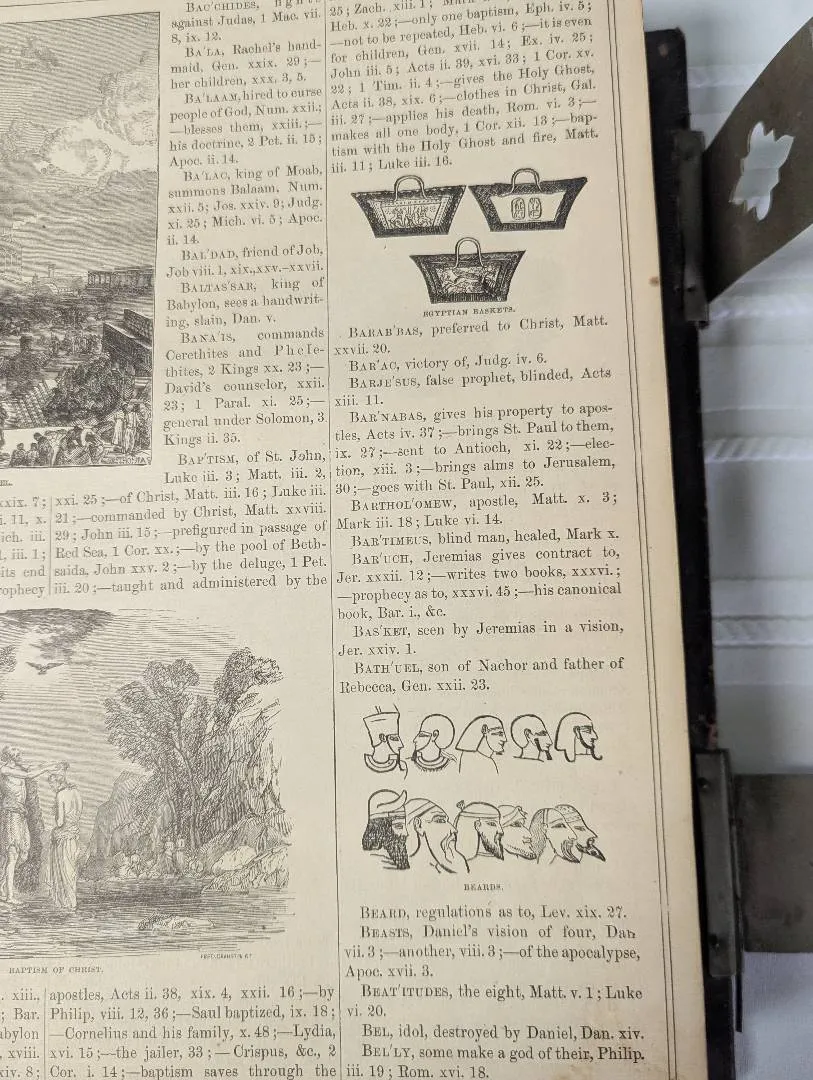 BAC'CHIDES,
against Judas, 1 Mac. vii.
8, ix. 12.
BA'LA, Rachel's hand-
maid, Gen. xxix. 29 ;—
her children, xxx. 3, 5.
BA'LAAM, hired to curse
people of God, Num. xxii.;
—blesses them, xxiii.;—
his doctrine, 2 Pet. ii. 15;
Apoc. ii. 14.
BA'LAC, king of Moab,
summons Balaam, Num.
xxii. 5; Jos. xxiv. 9; Judg.
xi. 25; Mich. vi. 5; Apoc.
ii. 14.
BAL'DAD, friend of Job,
Job viii. 1, xix.,xxv.-xxvii.
BALTAS'SAR, king of
Babylon, sees a handwrit-
ing, slain, Dan. v.
BANA'IS, commands
Cerethites and Phele-
thites, 2 Kings xx. 23 ;—
David's counselor, xxii.
23; 1 Paral. xi. 25;—
general under Solomon, 3
Kings ii. 35.
BAP'TISM, of St. John,
Luke iii. 3; Matt. iii. 2,
xxi. 25 ;—of Christ, Matt. iii. 16 ; Luke iii.
21 ;—commanded by Christ, Matt. xxviii.
29 ; John iii. 15 ;—prefigured in passage of
Red Sea, 1 Cor. xx. ;—by the pool of Beth-
saida, John xxv. 2 ;—by the deluge, 1 Pet.
iii. 20 ;—taught and administered by the
xxix. 7;
i. 11, x.
ich. iii.
, iii. 1;
its end
ophecy
BAPTISM OF CHRIST.
. xiii.,
; Bar.
abylon
xviii.
xiv. 8;
apostles, Acts ii. 38, xix. 4, xxii. 16 ;—by
Philip, viii. 12, 36 ;—Saul baptized, ix. 18 ;
—Cornelius and his family, x. 48 ;—Lydia,
xvi. 15 ;—the jailer, 33 ;—Crispus, &c., 2
Cor. i. 14 ;—baptism saves through the
25 ; Zach. xiii. 1 ;
Heb. x. 22 ;—only one baptism, Eph. iv. 5 ;
—not to be repeated, Heb. vi. 6 ;—it is even
for children, Gen. xvii. 14; Ex. iv. 25;
John iii. 5; Acts ii. 39, xvi. 33; 1 Cor. xv.
22 ; 1 Tim. ii. 4 ;—gives the Holy Ghost,
Acts ii. 38, xix. 6 ;—clothes in Christ, Gal.
iii. 27 ;—applies his death, Rom. vi. 3 ;—
makes all one body, 1 Cor. xii. 13 ;—bap-
tism with the Holy Ghost and fire, Matt.
iii. 11 ; Luke iii. 16.
EGYPTIAN BASKETS.
BARAB'BAS, preferred to Christ, Matt.
xxvii. 20.
BAR'AC, victory of, Judg. iv. 6.
BARJE'SUS, false prophet, blinded, Acts
xiii. 11.
BAR'NABAS, gives his property to apos-
tles, Acts iv. 37 ;—brings St. Paul to them,
ix. 27 ;—sent to Antioch, xi. 22 ;—elec-
tion, xiii. 3 ;—brings alms to Jerusalem,
30 ;—goes with St. Paul, xii. 25.
BARTHOL'OMEW, apostle, Matt. x. 3 ;
Mark iii. 18 ; Luke vi. 14.
BAR'TIMEUS, blind man, healed, Mark x.
BAR'UCH, Jeremias gives contract to,
Jer. xxxii. 12 ;—writes two books, xxxvi. ;
—prophecy as to, xxxvi. 45 ;—his canonical
book, Bar. i., &c.
BAS'KET, seen by Jeremias in a vision,
Jer. xxiv. 1.
BATH'UEL, son of Nachor and father of
Rebecca, Gen. xxii. 23.
BEARDS.
BEARD, regulations as to, Lev. xix. 27.
BEASTS, Daniel's vision of four, Dan
vii. 3 ;—another, viii. 3 ;—of the apocalypse,
Apoc. xvii. 3.
BEAT'ITUDES, the eight, Matt. v. 1 ; Luke
vi. 20.
BEL, idol, destroyed by Daniel, Dan. xiv.
BEL'LY, some make a god of their, Philip.
iii. 19 ; Rom. xvi. 18.